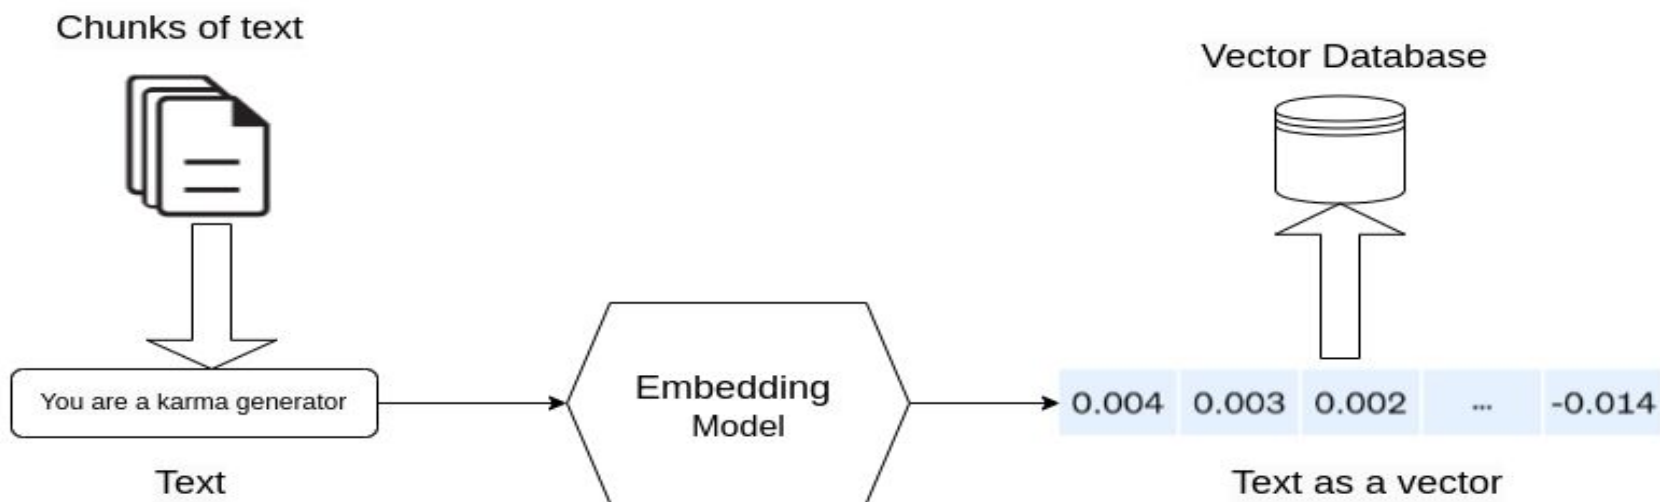 Chunks of text
Vector Database
You are a karma generator
Embedding
Model
0.004 0.003 0.002 ... -0.014
Text
Text as a vector